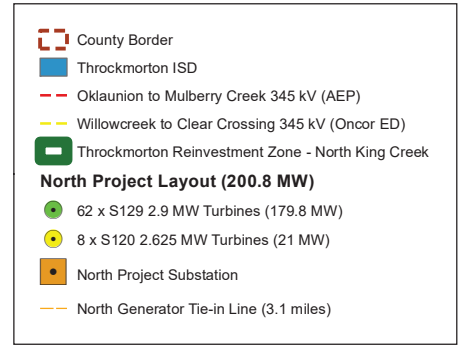 County Border
Throckmorton ISD
Oklaunion to Mulberry Creek 345 kV (AEP)
Willowcreek to Clear Crossing 345 kV (Oncor ED)
Throckmorton Reinvestment Zone - North King Creek
North Project Layout (200.8 MW)
62 x S129 2.9 MW Turbines (179.8 MW)
8 x S120 2.625 MW Turbines (21 MW)
North Project Substation
North Generator Tie-in Line (3.1 miles)